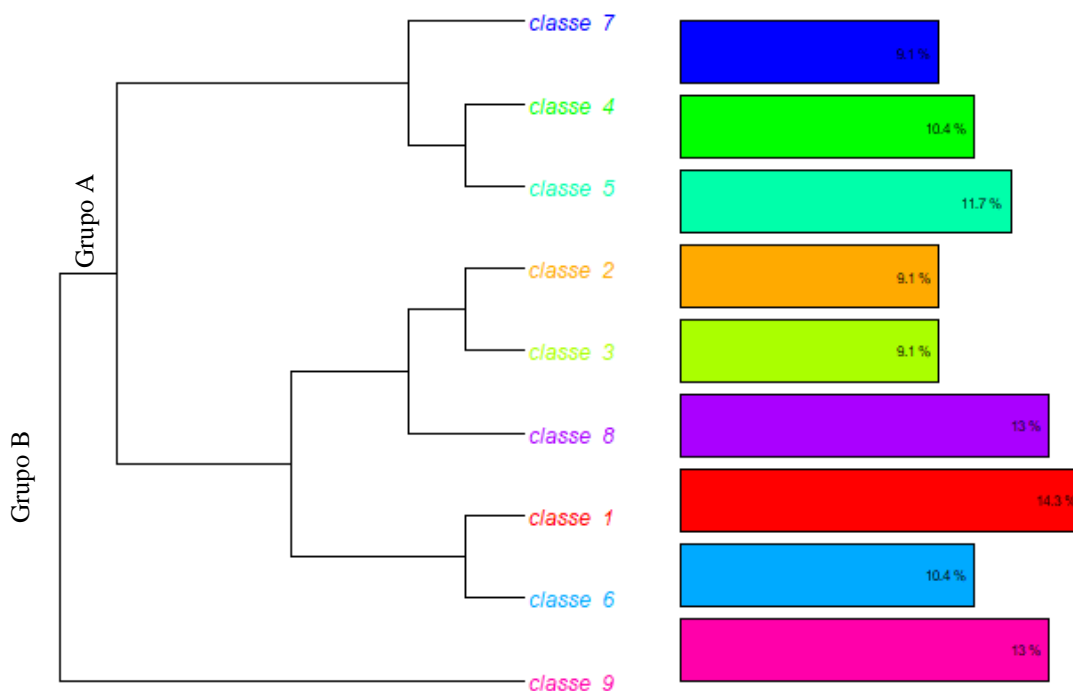 classe 7
9.1 %
classe 4
10.4 %
classe 5
11.7 %
Grupo A
classe 2
9.1 %
classe 3
9.1 %
Grupo B
classe 8
13 %
classe 1
14.3 %
classe 6
10.4 %
classe 9
13 %